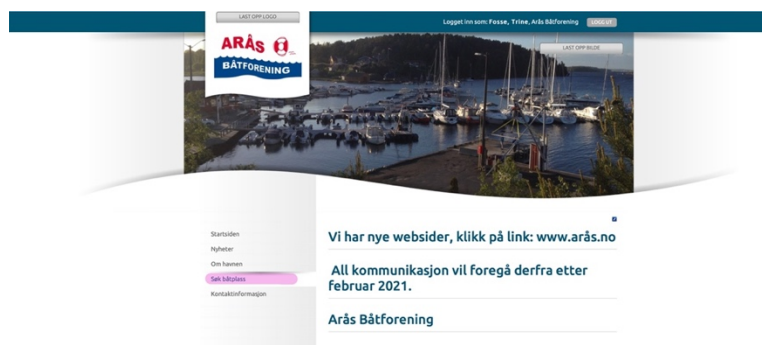 LAST OPP LOGO
Logget inn som: Fosse, Trine, Arås Båtforening
LOGG UT
ARÅS
BÅTFORENING
LAST OPP BILDE
Startsiden
Nyheter
Om havnen
Søk båtplass
Kontaktinformasjon
Vi har nye websider, klikk på link: www.arås.no
All kommunikasjon vil foregå derfra etter
februar 2021.
Arås Båtforening